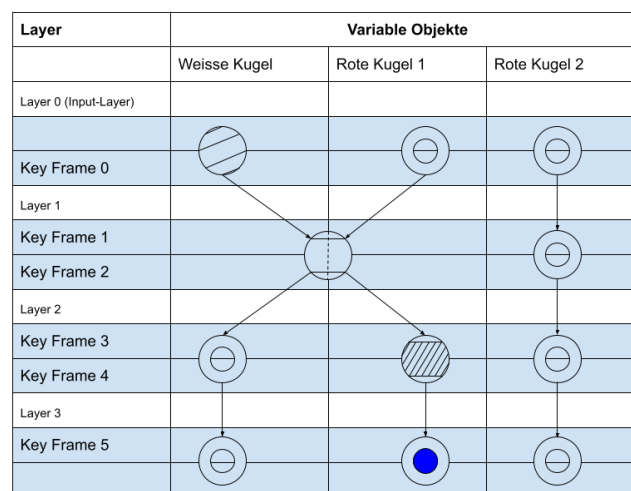 Layer
Variable Objekte
Weisse Kugel
Rote Kugel 1
Rote Kugel 2
Layer 0 (Input-Layer)
Key Frame 0
Layer 1
Key Frame 1
Key Frame 2
Layer 2
Key Frame 3
Key Frame 4
Layer 3
Key Frame 5